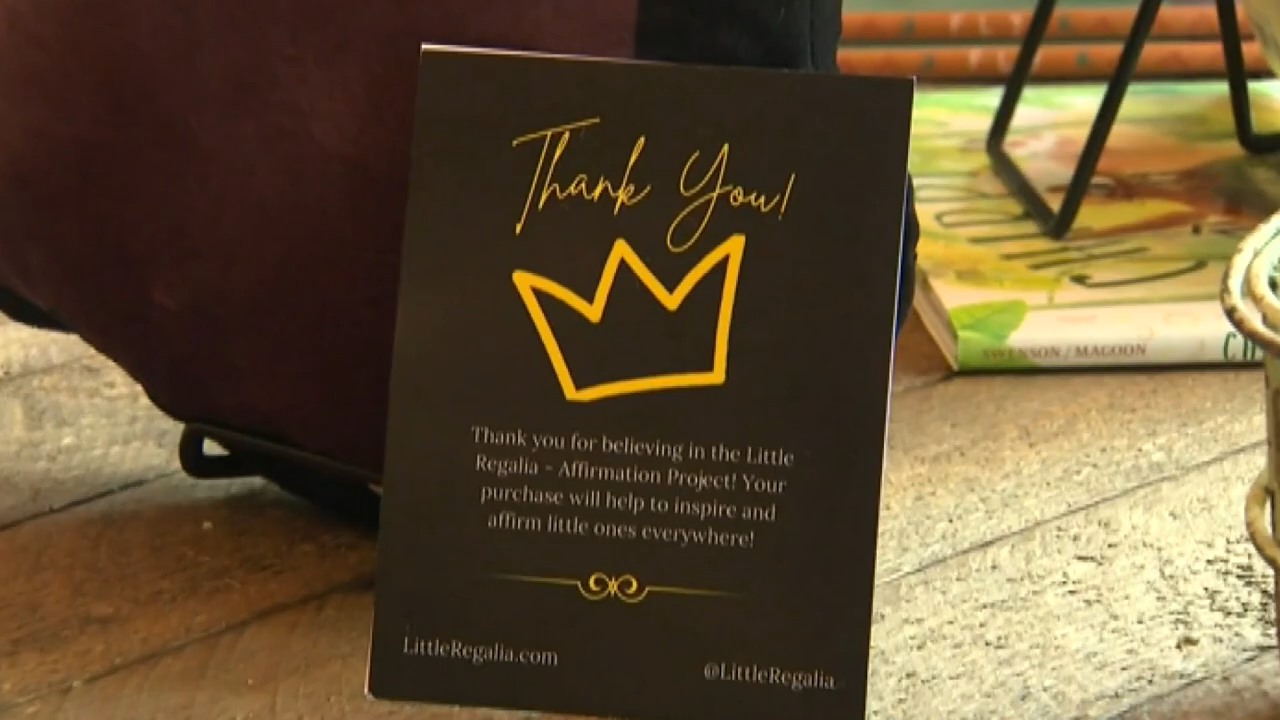 Thank You!
Thank you for believing in the Little
Regalia - Affirmation Project! Your
purchase will help to inspire and
affirm little ones everywhere!
LittleRegalia.com
@LittleRegalia
SWENSON / MAGOON